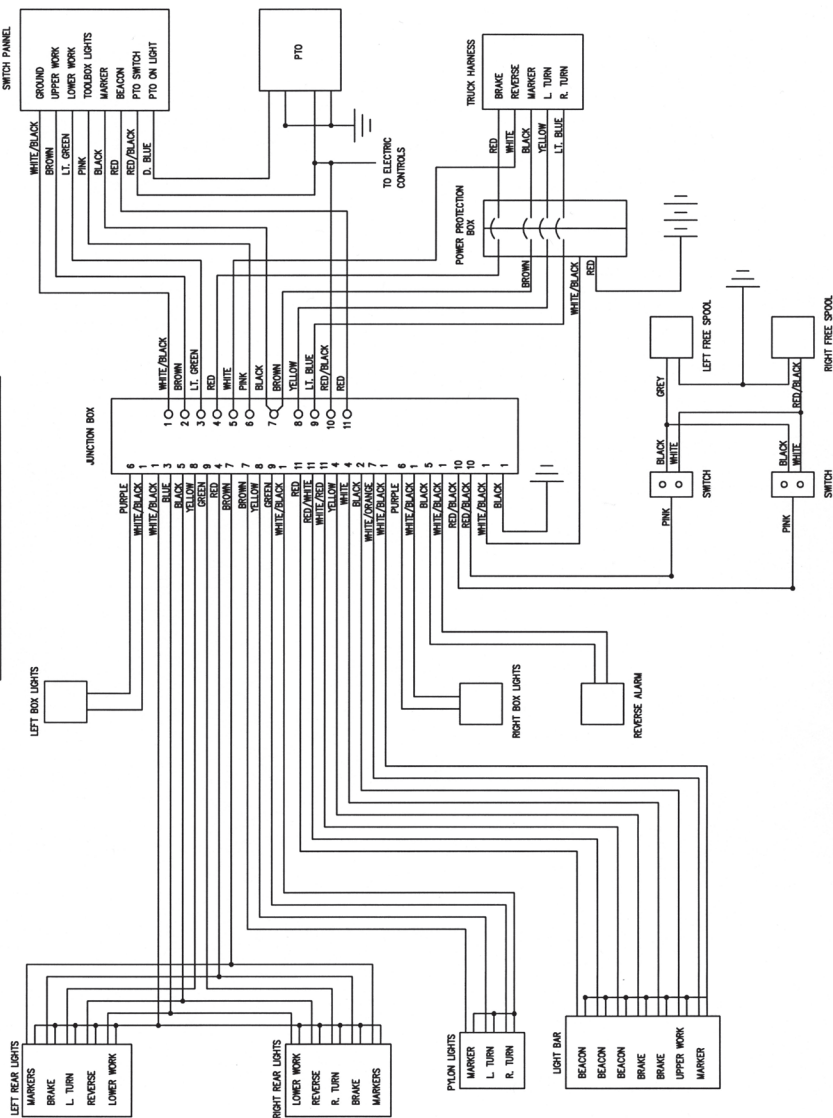 SWITCH PANNEL
GROUND
UPPER WORK
LOWER WORK
TOOLBOX LIGHTS
MARKER
BEACON
PTO SWITCH
PTO ON LIGHT
WHITE/BLACK
BROWN
LT. GREEN
PINK
BLACK
RED
RED/BLACK
D. BLUE
PTO
TO ELECTRIC
CONTROLS
TRUCK HARNESS
BRAKE
REVERSE
MARKER
L. TURN
R. TURN
RED
WHITE
BLACK
YELLOW
LT. BLUE
POWER PROTECTION
BOX
BROWN
WHITE/BLACK
RED
JUNCTION BOX
WHITE/BLACK
BROWN
LT. GREEN
RED
WHITE
PINK
BLACK
BROWN
YELLOW
LT. BLUE
RED/BLACK
RED
1
2
3
4
5
6
7
8
9
10
11
6 PURPLE
1 WHITE/BLACK
1 WHITE/BLACK
3 BLUE
5 BLACK
8 YELLOW
9 GREEN
4 RED
7 BROWN
7 BROWN
8 YELLOW
9 GREEN
1 WHITE/BLACK
11 RED
11 RED/WHITE
11 WHITE/RED
4 YELLOW
4 WHITE
2 BLACK
7 WHITE/ORANGE
1 WHITE/BLACK
6 PURPLE
1 WHITE/BLACK
5 BLACK
1 WHITE/BLACK
10 RED/BLACK
10 RED/BLACK
1 WHITE/BLACK
1 BLACK
LEFT FREE SPOOL
GREY
RIGHT FREE SPOOL
RED/BLACK
BLACK
WHITE
SWITCH
PINK
BLACK
WHITE
SWITCH
PINK
LEFT BOX LIGHTS
RIGHT BOX LIGHTS
REVERSE ALARM
LEFT REAR LIGHTS
MARKERS
BRAKE
L. TURN
REVERSE
LOWER WORK
RIGHT REAR LIGHTS
LOWER WORK
REVERSE
R. TURN
BRAKE
MARKERS
PYLON LIGHTS
MARKER
L. TURN
R. TURN
LIGHT BAR
BEACON
BEACON
BEACON
BRAKE
BRAKE
UPPER WORK
MARKER